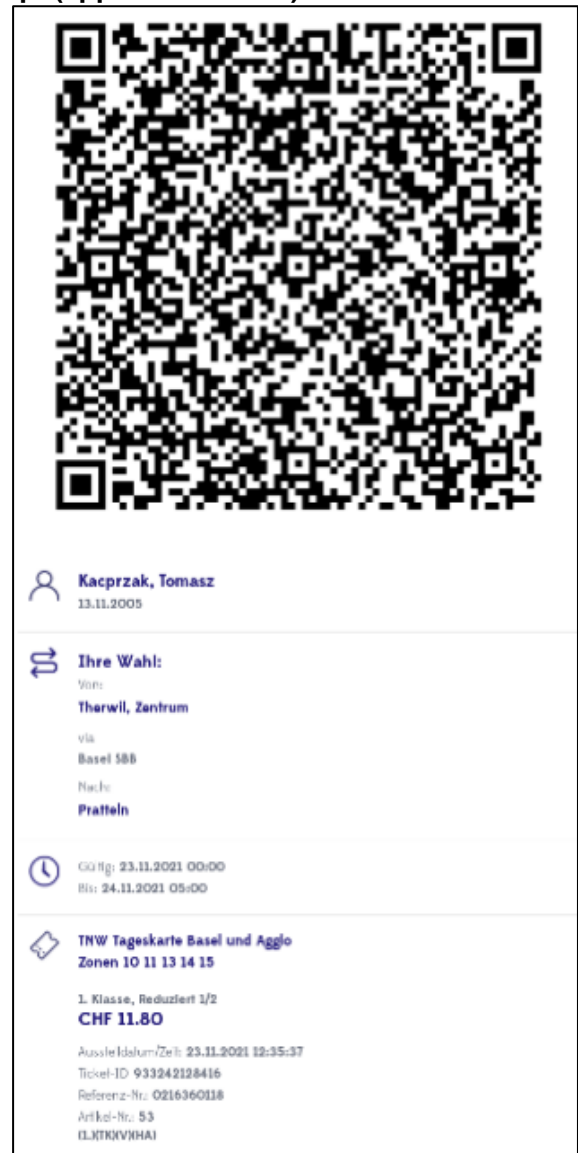 Kacprzak, Tomasz
13.11.2005
Ihre Wahl:
Von:
Therwil, Zentrum
via
Basel SBB
Nach:
Pratteln
Gültig: 23.11.2021 00:00
Bis: 24.11.2021 05:00
TNW Tageskarte Basel und Agglo
Zonen 10 11 13 14 15
1. Klasse, Reduziert 1/2
CHF 11.80
Ausstelldatum/Zeit: 23.11.2021 12:35:37
Ticket-ID 933242128416
Referenz-Nr.: 0216360118
Artikel-Nr.: 53
(1.)(TK)(V)(HA)